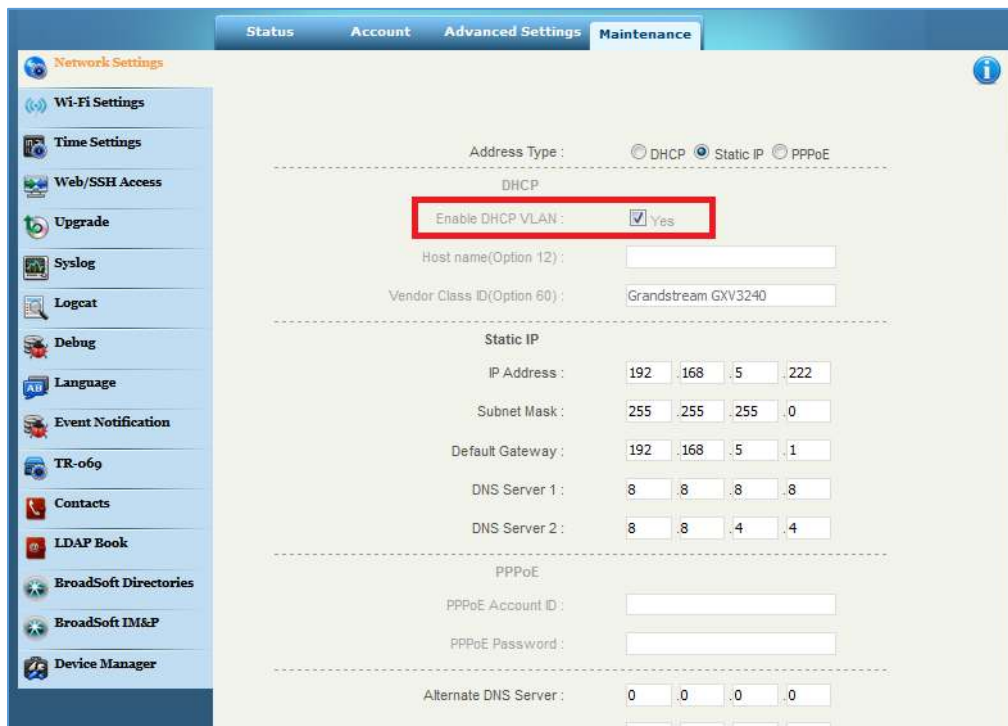 Status Account Advanced Settings Maintenance
Network Settings
Wi-Fi Settings
Time Settings
Web/SSH Access
Upgrade
Syslog
Logcat
Debug
Language
Event Notification
TR-069
Contacts
LDAP Book
BroadSoft Directories
BroadSoft IM&P
Device Manager
Address Type : DHCP Static IP PPPoE
DHCP
Enable DHCP VLAN : Yes
Host name(Option 12) :
Vendor Class ID(Option 60) : Grandstream GXV3240
Static IP
IP Address : 192 .168 .5 .222
Subnet Mask : 255 .255 .255 .0
Default Gateway : 192 .168 .5 .1
DNS Server 1 : 8 .8 .8 .8
DNS Server 2 : 8 .8 .4 .4
PPPoE
PPPoE Account ID :
PPPoE Password :
Alternate DNS Server : 0 .0 .0 .0